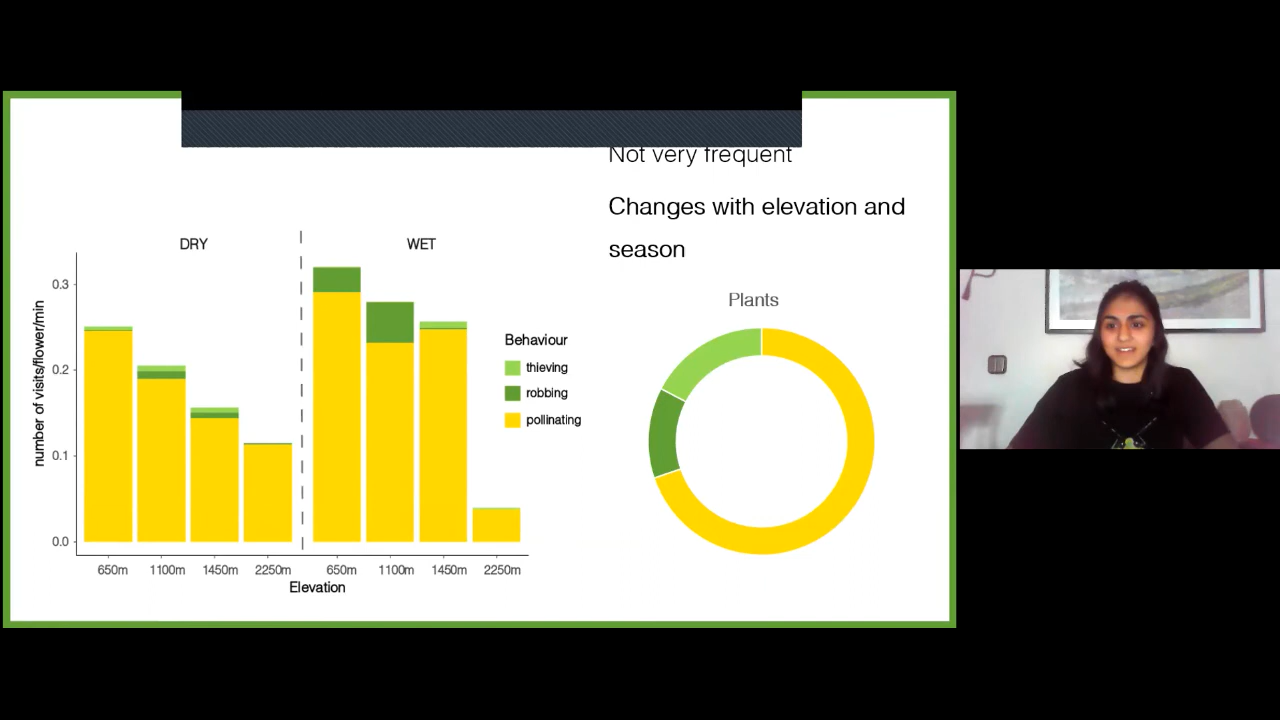 Not very frequent
Changes with elevation and
season
DRY
WET
number of visits/flower/min
0.3
0.2
0.1
0.0
650m
1100m
1450m
2250m
650m
1100m
1450m
2250m
Elevation
Behaviour
thieving
robbing
pollinating
Plants